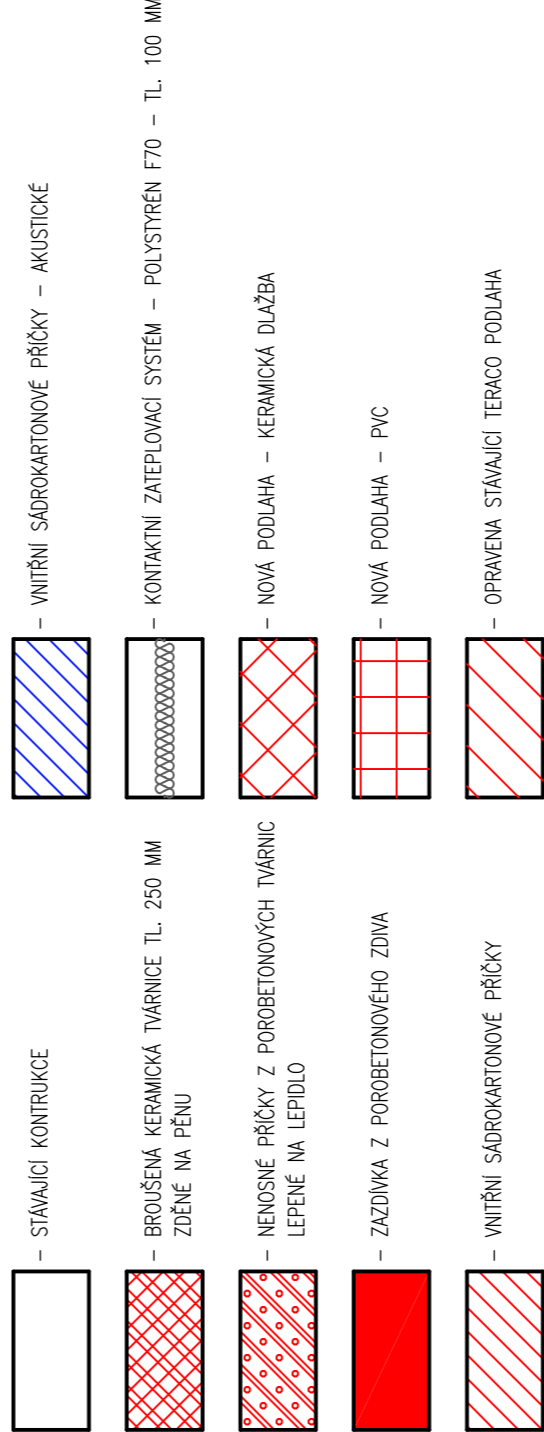 - STÁVAJÍCÍ KONTRUKCE
- BROUŠENÁ KERAMICKÁ TVÁRNICE TL. 250 MM
ZDĚNÉ NA PĚNU
- NENOSNÉ PŘÍČKY Z POROBETONOVÝCH TVÁRNIC
LEPENÉ NA LEPIDLO
- ZAZDÍVKA Z POROBETONOVÉHO ZDIVA
- VNITŘNÍ SÁDROKARTONOVÉ PŘÍČKY
- VNITŘNÍ SÁDROKARTONOVÉ PŘÍČKY - AKUSTICKÉ
- KONTAKTNÍ ZATEPLOVACÍ SYSTÉM - POLYSTYRÉN F70 - TL. 100 MM
- NOVÁ PODLAHA - KERAMICKÁ DLAŽBA
- NOVÁ PODLAHA - PVC
- OPRAVENA STÁVAJÍCÍ TERACO PODLAHA